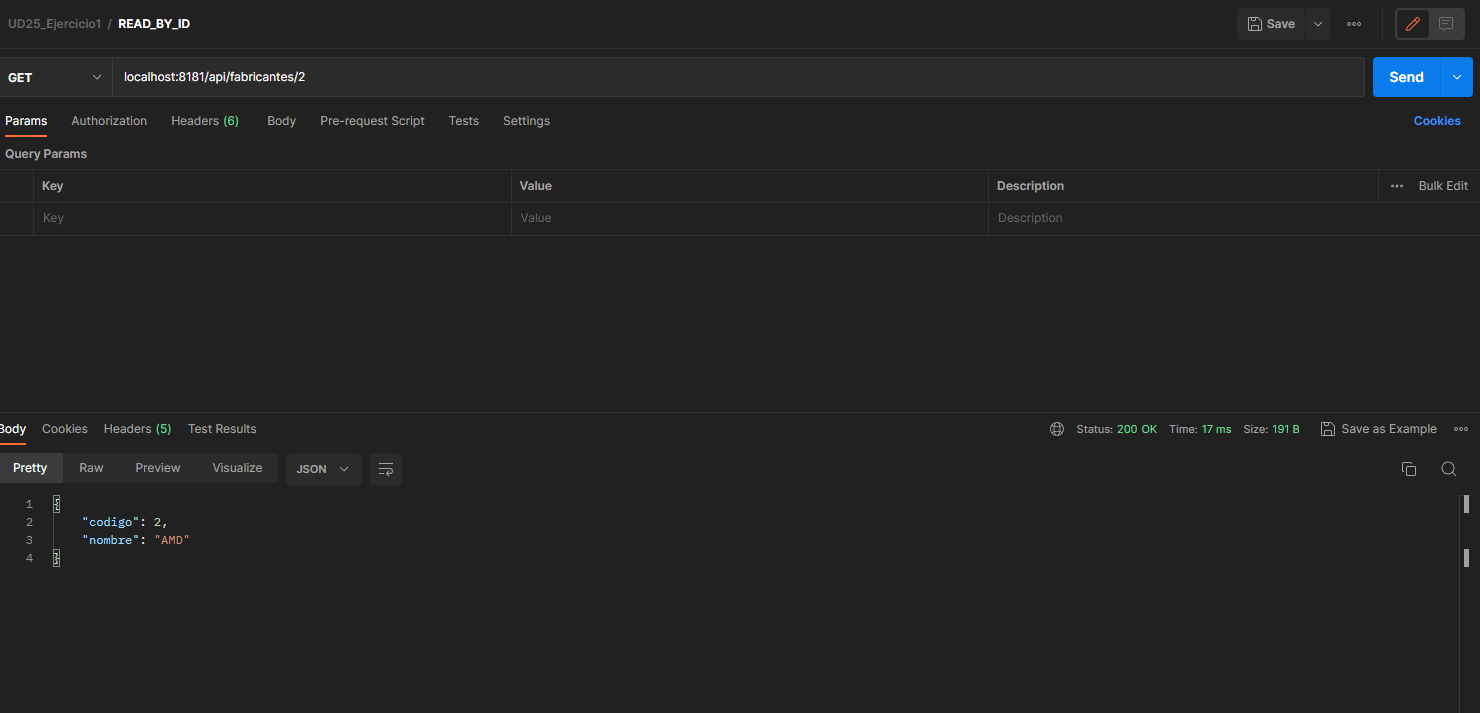 UD25_Ejercicio1 / READ_BY_ID Save
GET localhost:8181/api/fabricantes/2 Send
Params Authorization Headers (6) Body Pre-request Script Tests Settings Cookies
Query Params
Key Value Description Bulk Edit
Key Value Description
Body Cookies Headers (5) Test Results Status: 200 OK Time: 17 ms Size: 191 B Save as Example
Pretty Raw Preview Visualize JSON
1 {
2 "codigo": 2,
3 "nombre": "AMD"
4 }